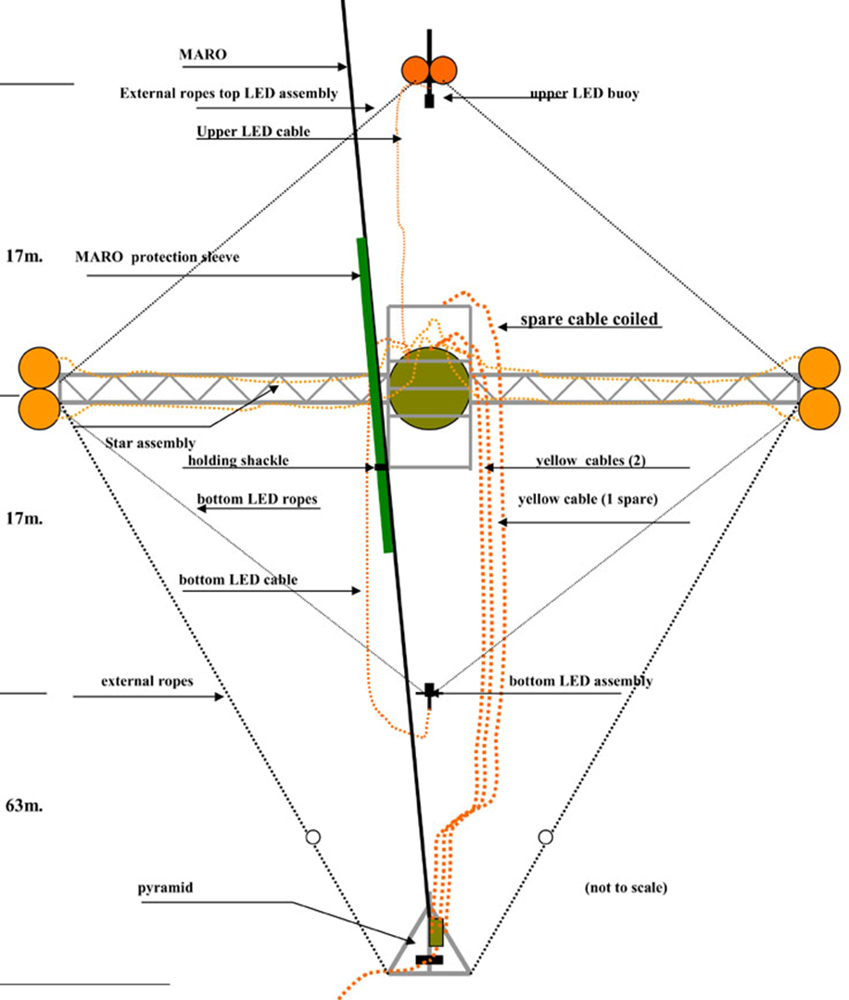 MARO
External ropes top LED assembly
upper LED buoy
Upper LED cable
17m.
MARO protection sleeve
spare cable coiled
Star assembly
holding shackle
yellow cables (2)
bottom LED ropes
yellow cable (1 spare)
17m.
bottom LED cable
external ropes
bottom LED assembly
63m.
pyramid
(not to scale)